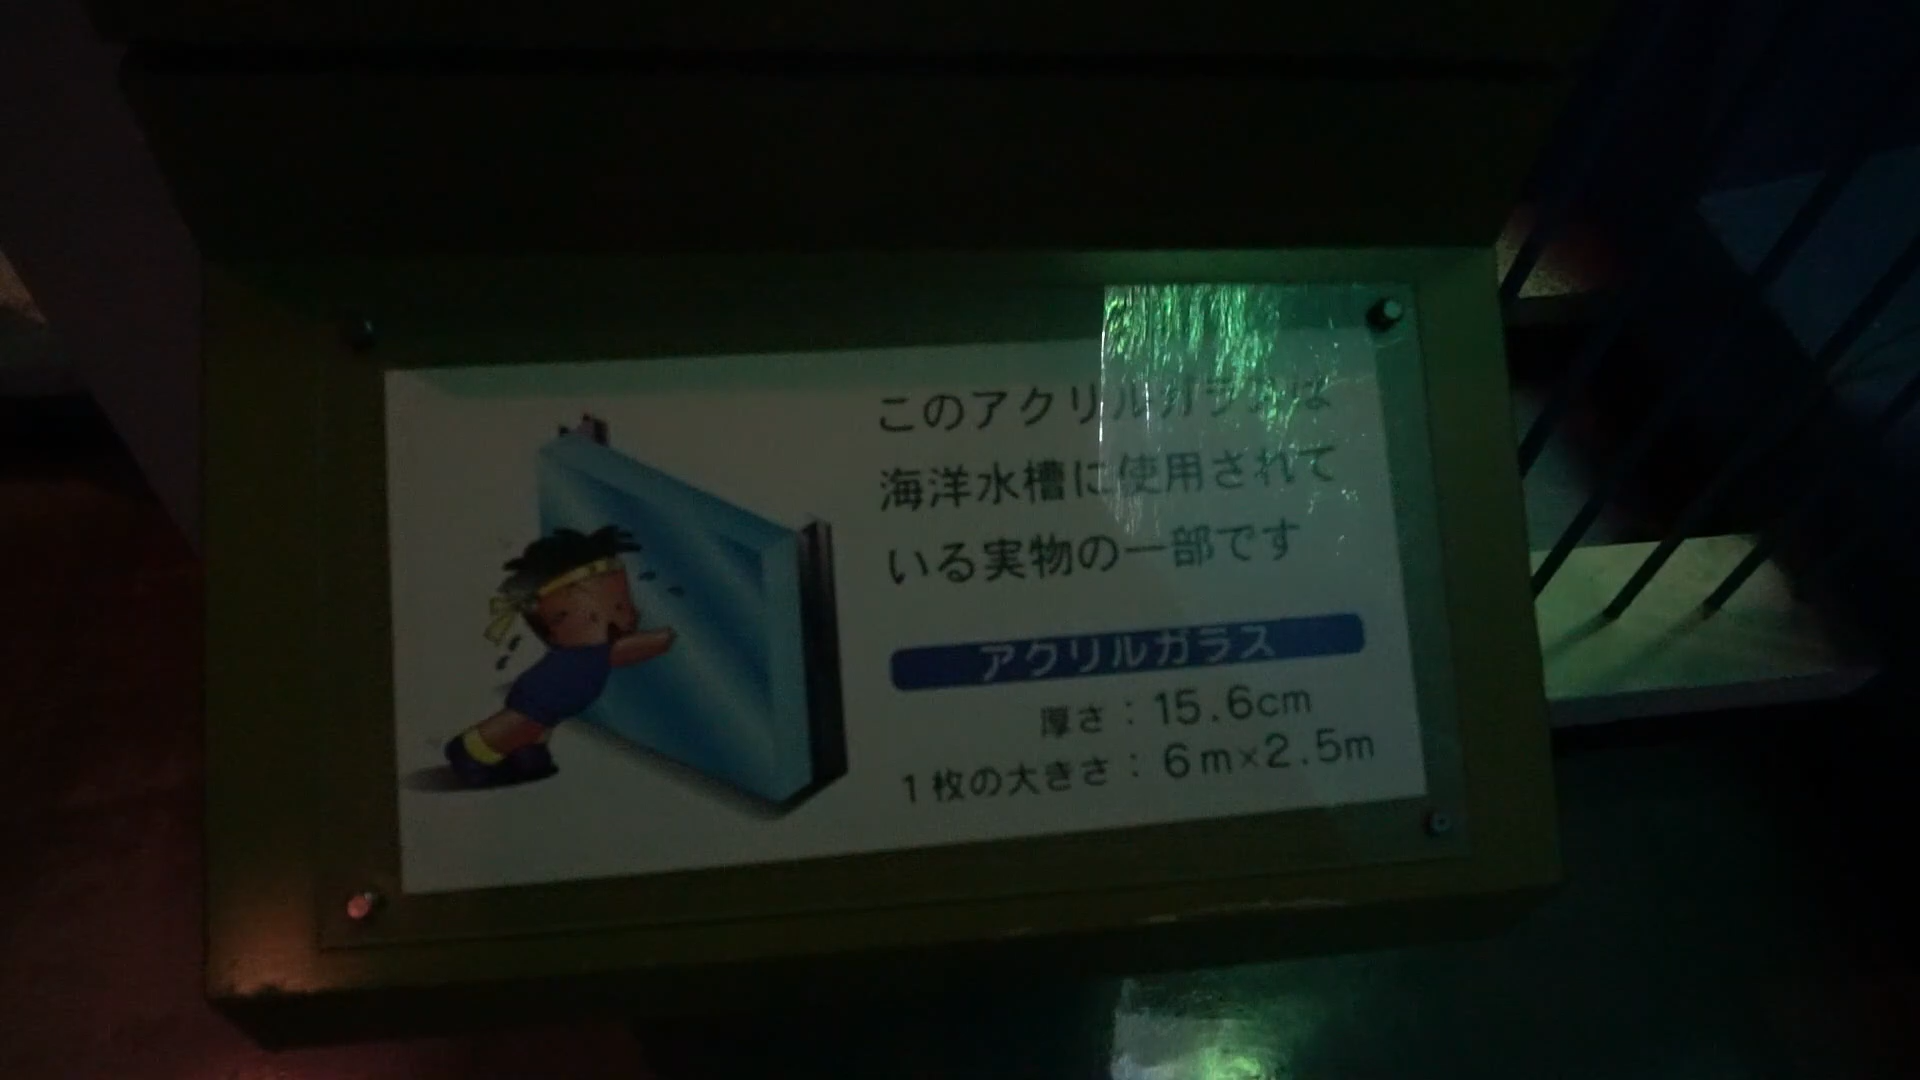 このアクリルガラスは
海洋水槽に使用されて
いる実物の一部です
アクリルガラス
厚さ：15.6cm
1枚の大きさ：6m×2.5m